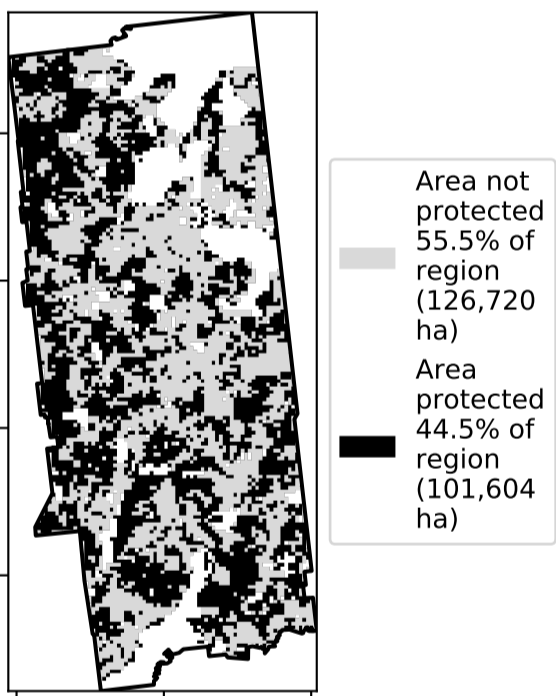 Area not
protected
55.5% of
region
(126,720
ha)
Area
protected
44.5% of
region
(101,604
ha)